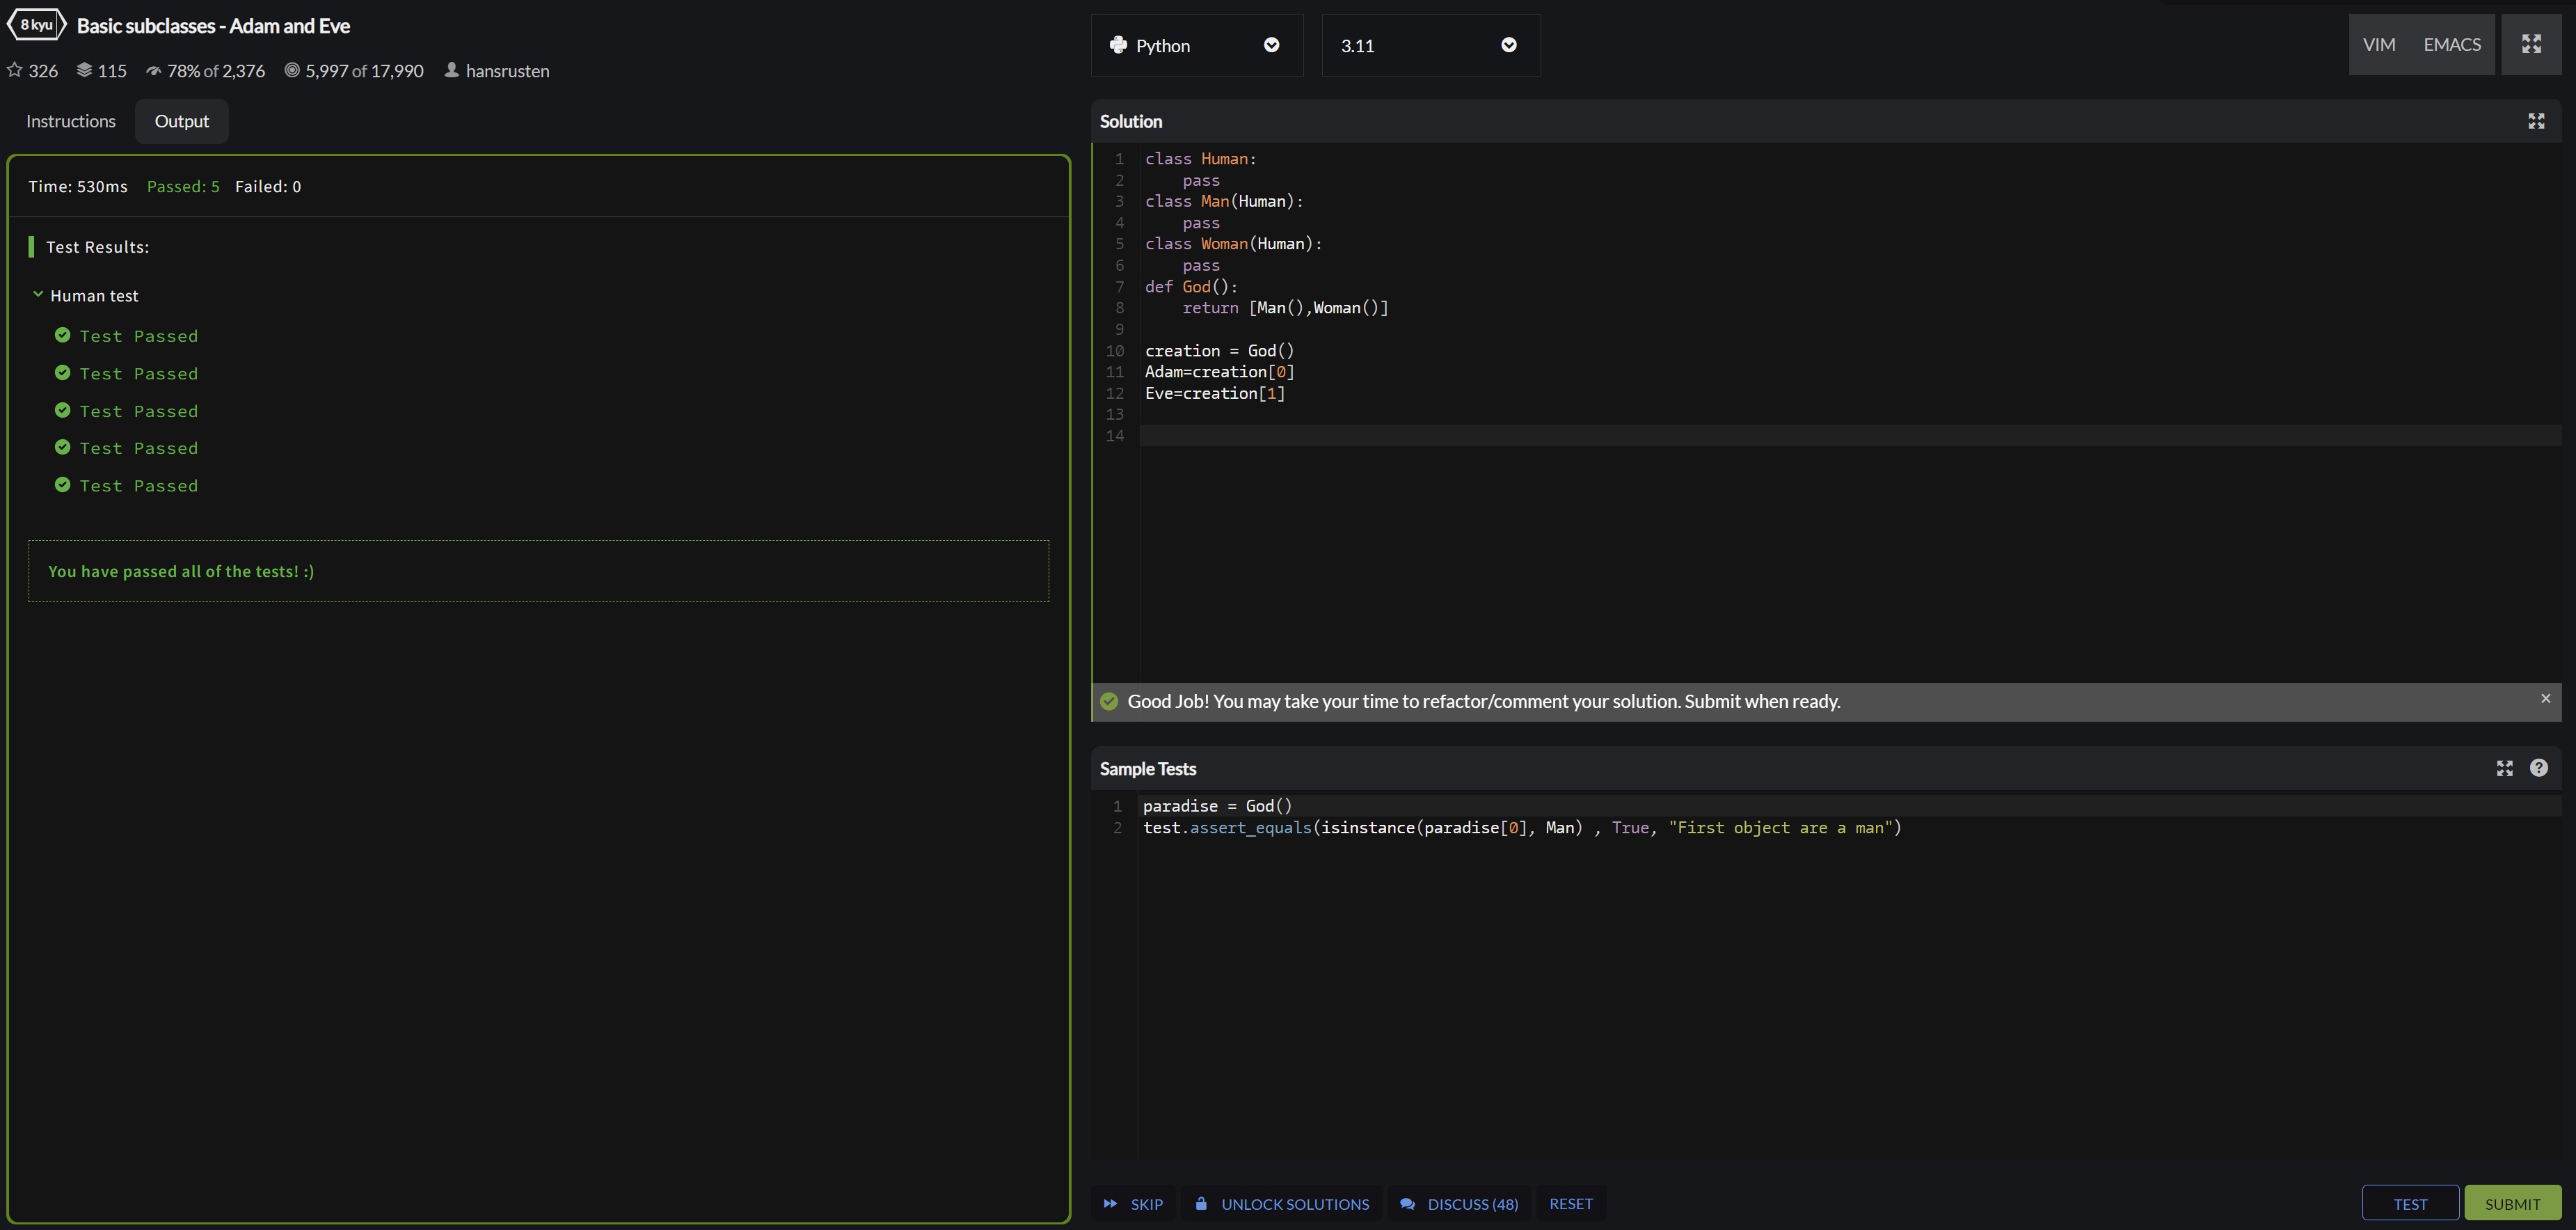 8 kyu Basic subclasses - Adam and Eve
326 115 78% of 2,376 5,997 of 17,990 hansrusten
Instructions Output
Time: 530ms Passed: 5 Failed: 0
Test Results:
Human test
Test Passed
Test Passed
Test Passed
Test Passed
Test Passed
You have passed all of the tests! :)
Python 3.11 VIM EMACS
Solution
1 class Human:
2     pass
3 class Man(Human):
4     pass
5 class Woman(Human):
6     pass
7 def God():
8     return [Man(),Woman()]
9
10 creation = God()
11 Adam=creation[0]
12 Eve=creation[1]
13
14
Good Job! You may take your time to refactor/comment your solution. Submit when ready. ×
Sample Tests ?
1 paradise = God()
2 test.assert_equals(isinstance(paradise[0], Man) , True, "First object are a man")
SKIP UNLOCK SOLUTIONS DISCUSS (48) RESET TEST SUBMIT